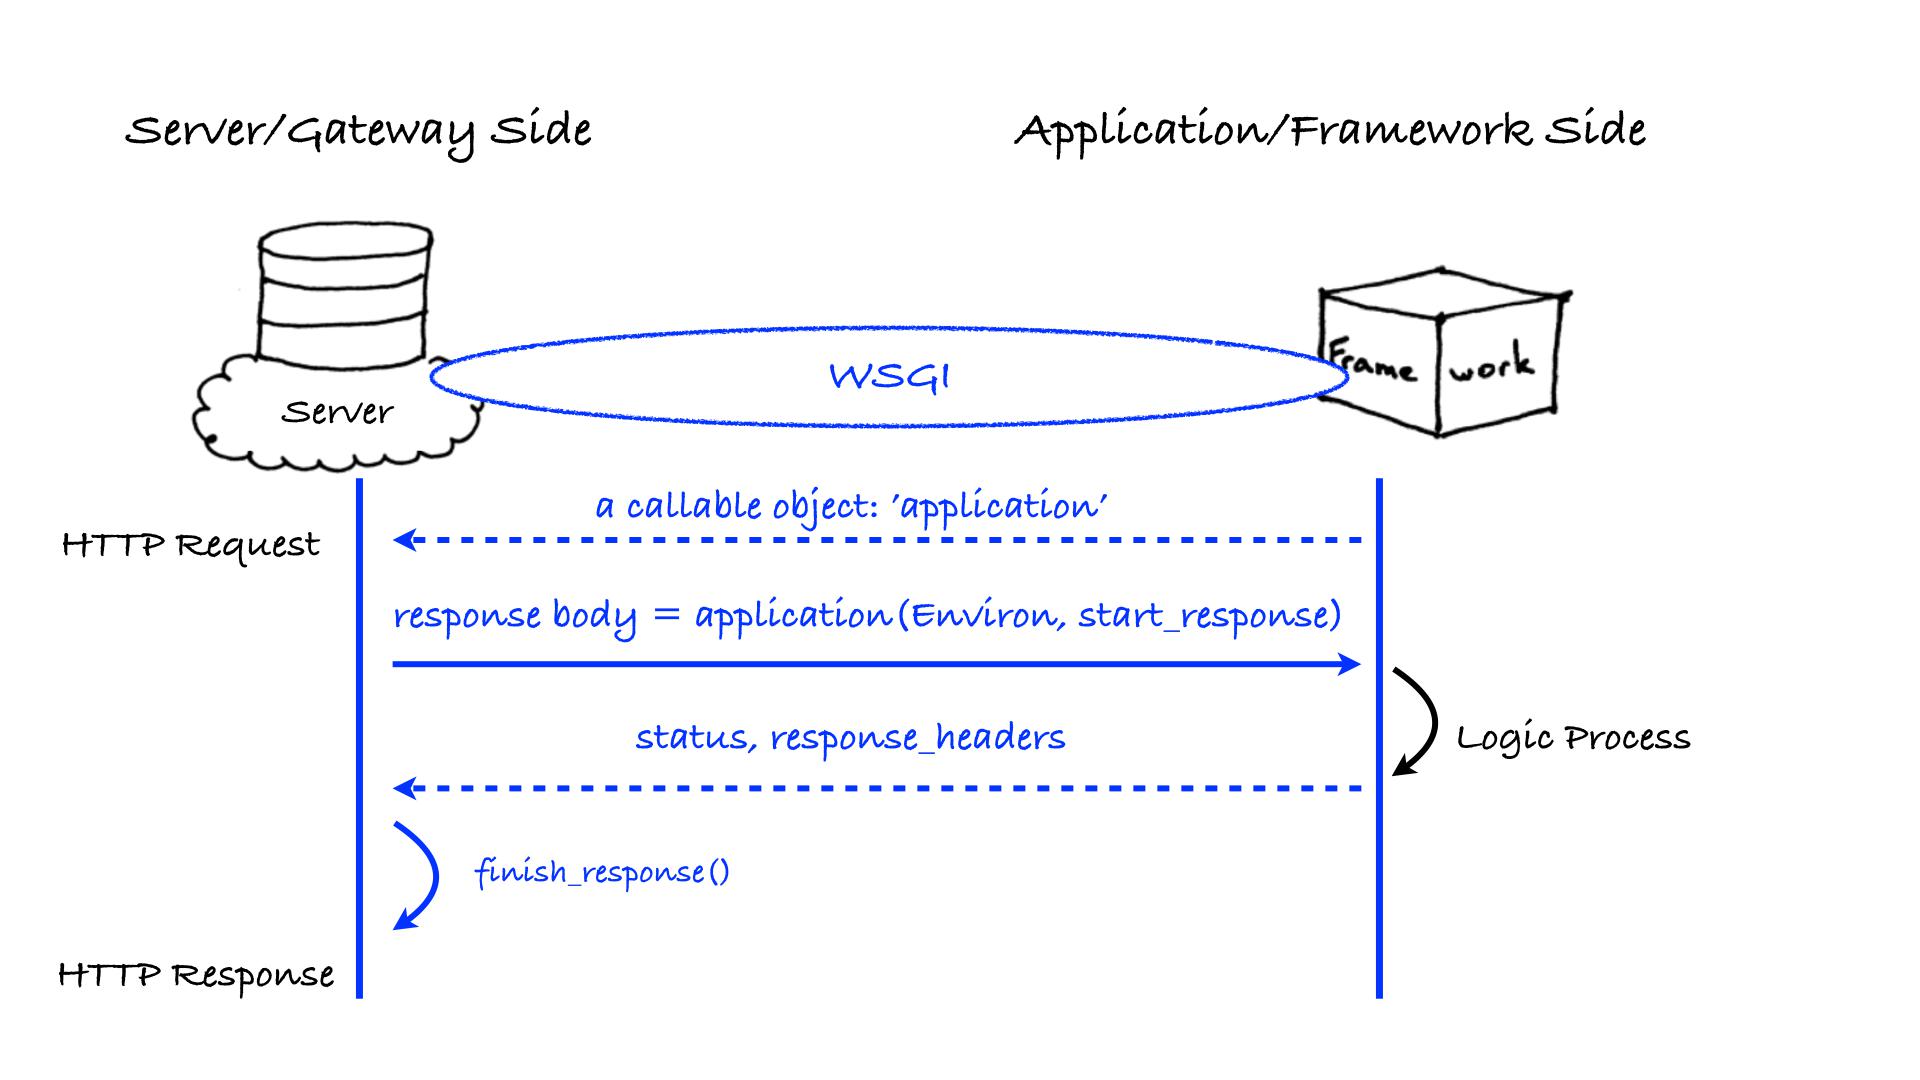 Server/Gateway Side
Application/Framework Side
Frame work
WSGI
Server
a callable object: 'application'
HTTP Request
response body = application(Environ, start_response)
status, response_headers
Logic Process
finish_response()
HTTP Response